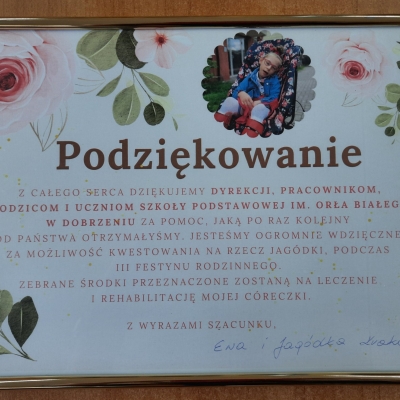 Podziękowanie
Z CAŁEGO SERCA DZIĘKUJEMY DYREKCJI, PRACOWNIKOM,
RODZICOM I UCZNIOM SZKOŁY PODSTAWOWEJ IM. ORŁA BIAŁEGO
W DOBRZENIU ZA POMOC, JAKĄ PO RAZ KOLEJNY
OD PAŃSTWA OTRZYMAŁYŚMY. JESTEŚMY OGROMNIE WDZIĘCZNE
ZA MOŻLIWOŚĆ KWESTOWANIA NA RZECZ JAGÓDKI, PODCZAS
III FESTYNU RODZINNEGO.
ZEBRANE ŚRODKI PRZEZNACZONE ZOSTANĄ NA LECZENIE
I REHABILITACJĘ MOJEJ CÓRECZKI.
Z WYRAZAMI SZACUNKU,
Ewa i Jagódka